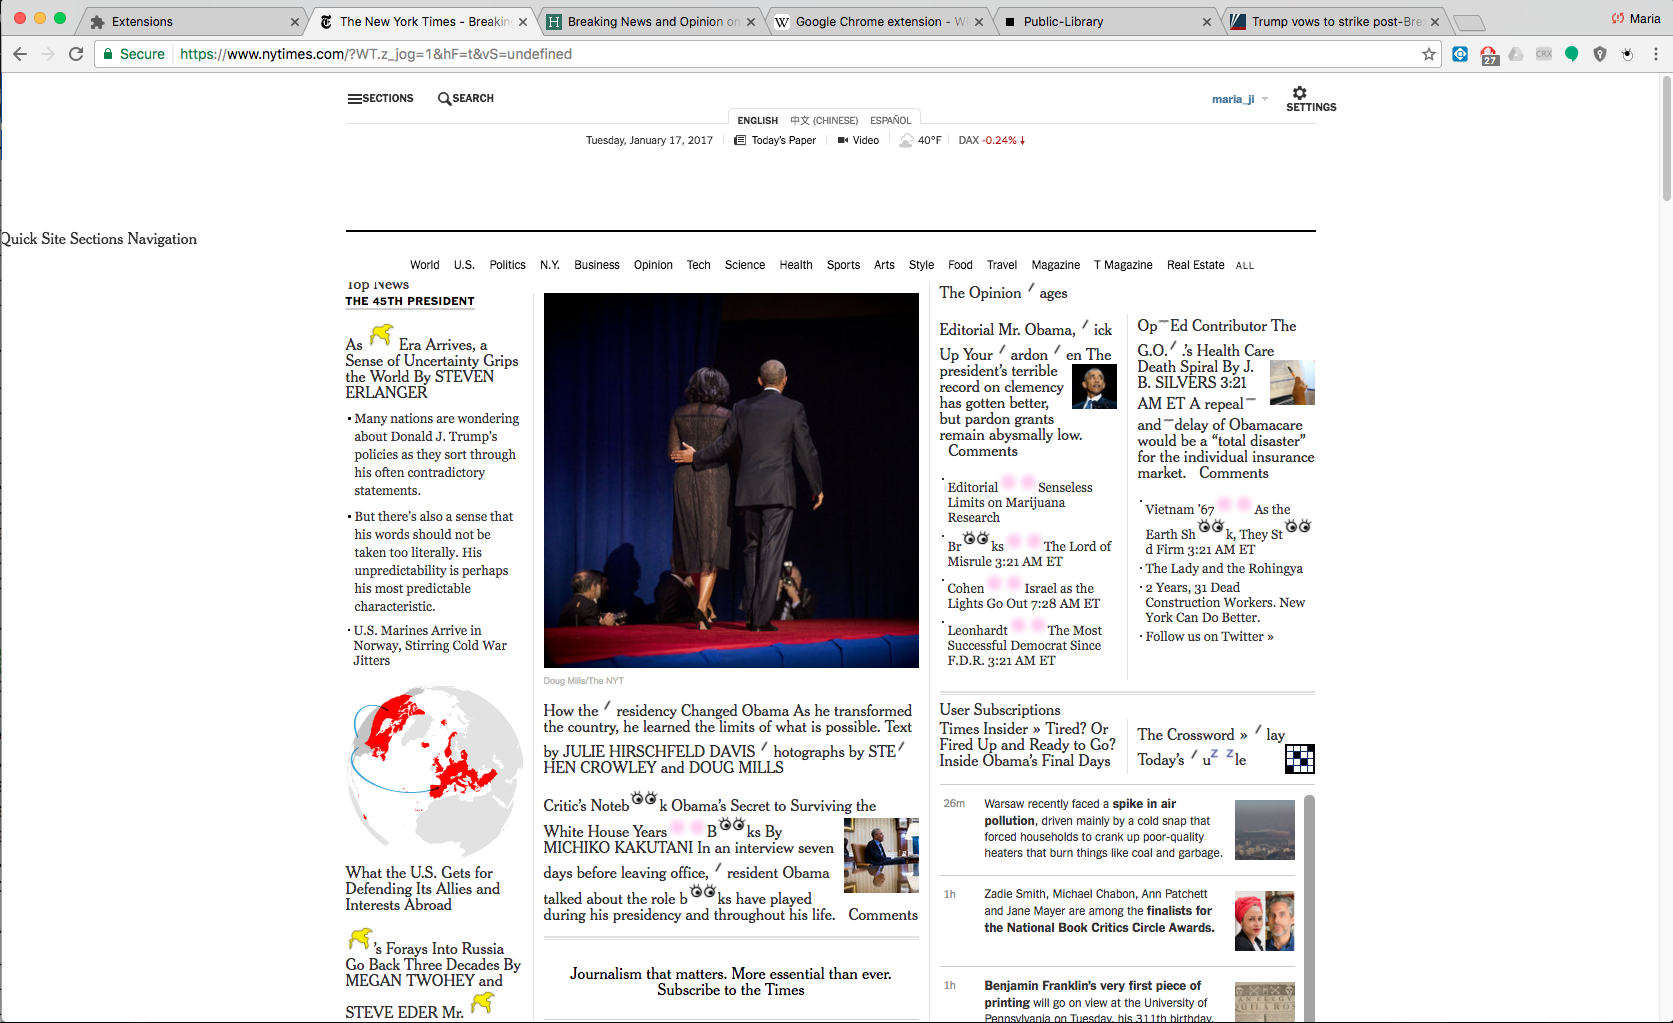 Extensions
The New York Times - Breaking
Breaking News and Opinion on
Google Chrome extension - Wi
Public-Library
Trump vows to strike post-Bre
Maria
Secure
https://www.nytimes.com/?WT.z_jog=1&hF=t&vS=undefined
27
CRX
SECTIONS
SEARCH
maria_ji
SETTINGS
ENGLISH 中文 (CHINESE) ESPAÑOL
Tuesday, January 17, 2017
Today's Paper
Video
40°F
DAX -0.24%
Quick Site Sections Navigation
World U.S. Politics N.Y. Business Opinion Tech Science Health Sports Arts Style Food Travel Magazine T Magazine Real Estate ALL
Top News
THE 45TH PRESIDENT
As Era Arrives, a
Sense of Uncertainty Grips
the World By STEVEN
ERLANGER
• Many nations are wondering
about Donald J. Trump's
policies as they sort through
his often contradictory
statements.
• But there's also a sense that
his words should not be
taken too literally. His
unpredictability is perhaps
his most predictable
characteristic.
• U.S. Marines Arrive in
Norway, Stirring Cold War
Jitters
What the U.S. Gets for
Defending Its Allies and
Interests Abroad
's Forays Into Russia
Go Back Three Decades By
MEGAN TWOHEY and
STEVE EDER Mr.
Doug Mills/The NYT
How the residency Changed Obama As he transformed
the country, he learned the limits of what is possible. Text
by JULIE HIRSCHFELD DAVIS hotographs by STE
HEN CROWLEY and DOUG MILLS
Critic's Noteb k Obama's Secret to Surviving the
White House Years B ks By
MICHIKO KAKUTANI In an interview seven
days before leaving office, resident Obama
talked about the role b ks have played
during his presidency and throughout his life. Comments
Journalism that matters. More essential than ever.
Subscribe to the Times
The Opinion ages
Editorial Mr. Obama, ick
Up Your ardon en The
president's terrible
record on clemency
has gotten better,
but pardon grants
remain abysmally low.
Comments
• Editorial Senseless
Limits on Marijuana
Research
• Br ks The Lord of
Misrule 3:21 AM ET
• Cohen Israel as the
Lights Go Out 7:28 AM ET
• Leonhardt The Most
Successful Democrat Since
F.D.R. 3:21 AM ET
Op Ed Contributor The
G.O. .'s Health Care
Death Spiral By J.
B. SILVERS 3:21
AM ET A repeal
and delay of Obamacare
would be a “total disaster”
for the individual insurance
market. Comments
• Vietnam '67 As the
Earth Sh k, They St
d Firm 3:21 AM ET
• The Lady and the Rohingya
• 2 Years, 31 Dead
Construction Workers. New
York Can Do Better.
• Follow us on Twitter »
User Subscriptions
Times Insider » Tired? Or
Fired Up and Ready to Go?
Inside Obama's Final Days
The Crossword » lay
Today's u z z le
26m
Warsaw recently faced a spike in air
pollution, driven mainly by a cold snap that
forced households to crank up poor-quality
heaters that burn things like coal and garbage.
1h
Zadie Smith, Michael Chabon, Ann Patchett
and Jane Mayer are among the finalists for
the National Book Critics Circle Awards.
1h
Benjamin Franklin's very first piece of
printing will go on view at the University of
Pennsylvania on Tuesday, his 311th birthday.